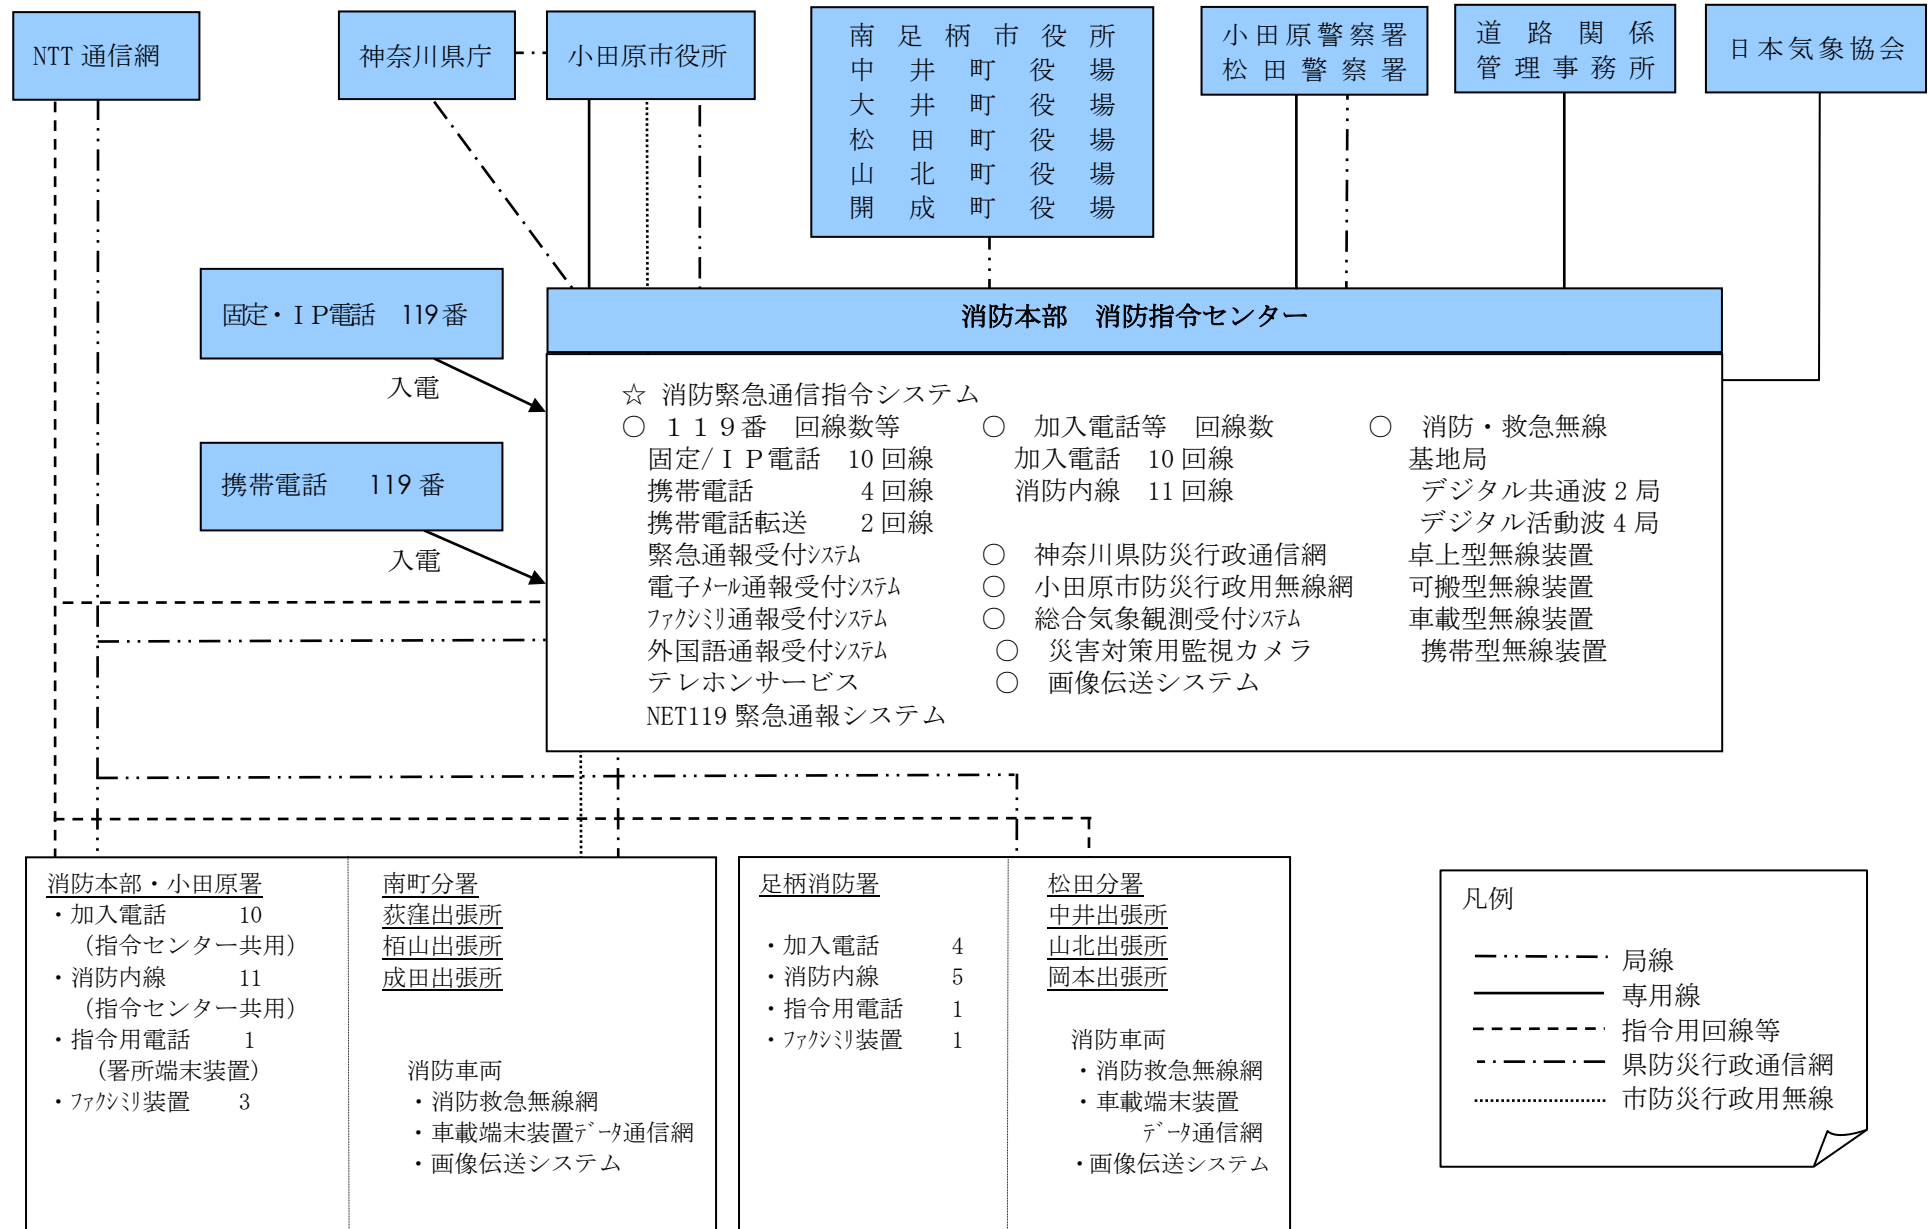 NTT 通信網
神奈川県庁
小田原市役所
南足柄市役所
中井町役場
大井町役場
松田町役場
山北町役場
開成町役場
小田原警察署
松田警察署
道路関係
管理事務所
日本気象協会
固定・ＩＰ電話　119番
入電
携帯電話　119 番
入電
消防本部　消防指令センター
☆ 消防緊急通信指令システム
○ １１９番　回線数等
固定/ＩＰ電話 10 回線
携帯電話 4 回線
携帯電話転送 2 回線
緊急通報受付ｼｽﾃﾑ
電子ﾒｰﾙ通報受付ｼｽﾃﾑ
ﾌｧｸｼﾐﾘ通報受付ｼｽﾃﾑ
外国語通報受付ｼｽﾃﾑ
テレホンサービス
NET119 緊急通報システム
○　加入電話等　回線数
加入電話 10 回線
消防内線 11 回線
○　神奈川県防災行政通信網
○　小田原市防災行政用無線網
○　総合気象観測受付ｼｽﾃﾑ
○　災害対策用監視カメラ
○　画像伝送システム
○　消防・救急無線
基地局
デジタル共通波 2 局
デジタル活動波 4 局
卓上型無線装置
可搬型無線装置
車載型無線装置
携帯型無線装置
消防本部・小田原署
・加入電話 10
(指令センター共用)
・消防内線 11
(指令センター共用)
・指令用電話 1
(署所端末装置)
・ﾌｧｸｼﾐﾘ装置 3
南町分署
荻窪出張所
栢山出張所
成田出張所
消防車両
・消防救急無線網
・車載端末装置ﾃﾞｰﾀ通信網
・画像伝送システム
足柄消防署
・加入電話 4
・消防内線 5
・指令用電話 1
・ﾌｧｸｼﾐﾘ装置 1
松田分署
中井出張所
山北出張所
岡本出張所
消防車両
・消防救急無線網
・車載端末装置
ﾃﾞｰﾀ通信網
・画像伝送システム
凡例
局線
専用線
指令用回線等
県防災行政通信網
市防災行政用無線